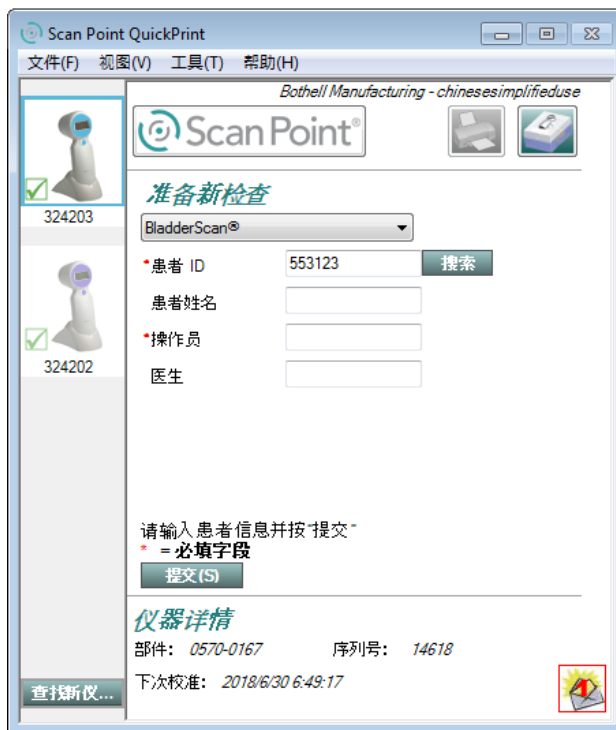 Scan Point QuickPrint
文件(F) 视图(V) 工具(T) 帮助(H)
Bothell Manufacturing - chinesesimplifieduse
Scan Point®
准备新检查
324203
BladderScan®
*患者 ID 553123 搜索
患者姓名
*操作员
324202
医生
请输入患者信息并按"提交"
* = 必填字段
提交(S)
仪器详情
部件: 0570-0167 序列号: 14618
下次校准: 2018/6/30 6:49:17
查找新仪...